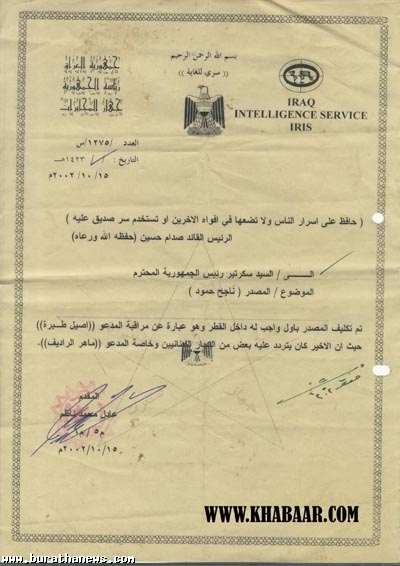 بسم الله الرحمن الرحيم
(( سري للغاية ))
جمهورية العراق
رئاسة الجمهورية
جهاز المخابرات
IRAQ
INTELLIGENCE SERVICE
IRIS
العدد /١٢٧٥/س
التاريخ : / /١٤٢٣هـ
٢٠٠٢/١٠/١٥م
( حافظ على اسرار الناس ولا تضعها في افواه الاخرين او تستخدم سر صديق عليه )
الرئيس القائد صدام حسين (حفظه الله ورعاه)
الـــى / السيد سكرتير رئيس الجمهورية المحترم
الموضوع / المصدر ( ناجح حمود )
تم تكليف المصدر باول واجب له داخل القطر وهو عبارة عن مراقبة المدعو ((اصيل طبرة))
حيث ان الاخير كان يتردد عليه بعض من التجار اللبنانيين وخاصة المدعو ((ماهر الراديف)).
المقدم
عادل محمد ناظم
م٥/ م
٢٠٠٢/١٠/١٥م
WWW.KHABAAR.COM
www.burathanews.com